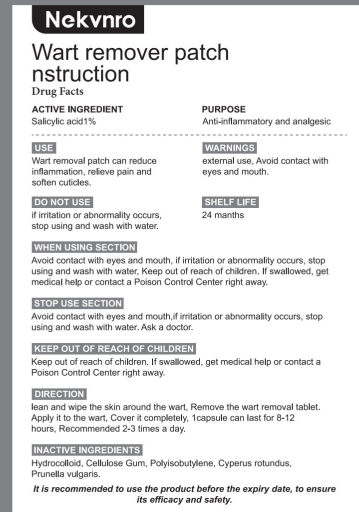 Nekvnro
Wart remover patch
nstruction
Drug Facts
ACTIVE INGREDIENT
Salicylic acid1%
PURPOSE
Anti-inflammatory and analgesic
USE
Wart removal patch can reduce
inflammation, relieve pain and
soften cuticles.
WARNINGS
external use, Avoid contact with
eyes and mouth.
DO NOT USE
if irritation or abnormality occurs,
stop using and wash with water.
SHELF LIFE
24 manths
WHEN USING SECTION
Avoid contact with eyes and mouth, if irritation or abnormality occurs, stop
using and wash with water, Keep out of reach of children. If swallowed, get
medical help or contact a Poison Control Center right away.
STOP USE SECTION
Avoid contact with eyes and mouth,if irritation or abnormality occurs, stop
using and wash with water. Ask a doctor.
KEEP OUT OF REACH OF CHILDREN
Keep out of reach of children. If swallowed, get medical help or contact a
Poison Control Center right away.
DIRECTION
lean and wipe the skin around the wart, Remove the wart removal tablet.
Apply it to the wart, Cover it completely, 1capsule can last for 8-12
hours, Recommended 2-3 times a day.
INACTIVE INGREDIENTS
Hydrocolloid, Cellulose Gum, Polyisobutylene, Cyperus rotundus,
Prunella vulgaris.
It is recommended to use the product before the expiry date, to ensure
its efficacy and safety.